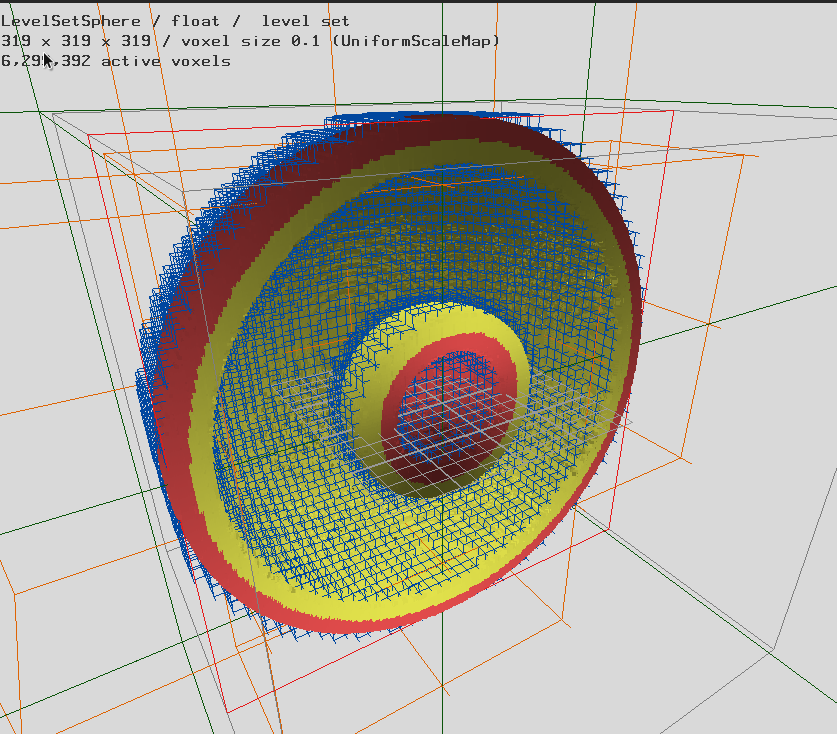 LevelSetSphere / float / level set
319 x 319 x 319 / voxel size 0.1 (UniformScaleMap)
active voxels